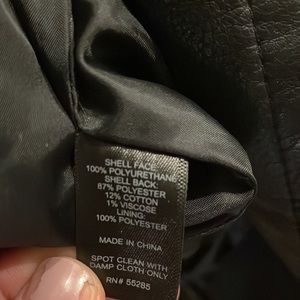 SHELL FACE:
100% POLYURETHANE
SHELL BACK:
87% POLYESTER
12% COTTON
1% VISCOSE
LINING:
100% POLYESTER
MADE IN CHINA
SPOT CLEAN WITH
DAMP CLOTH ONLY
RN# 55285